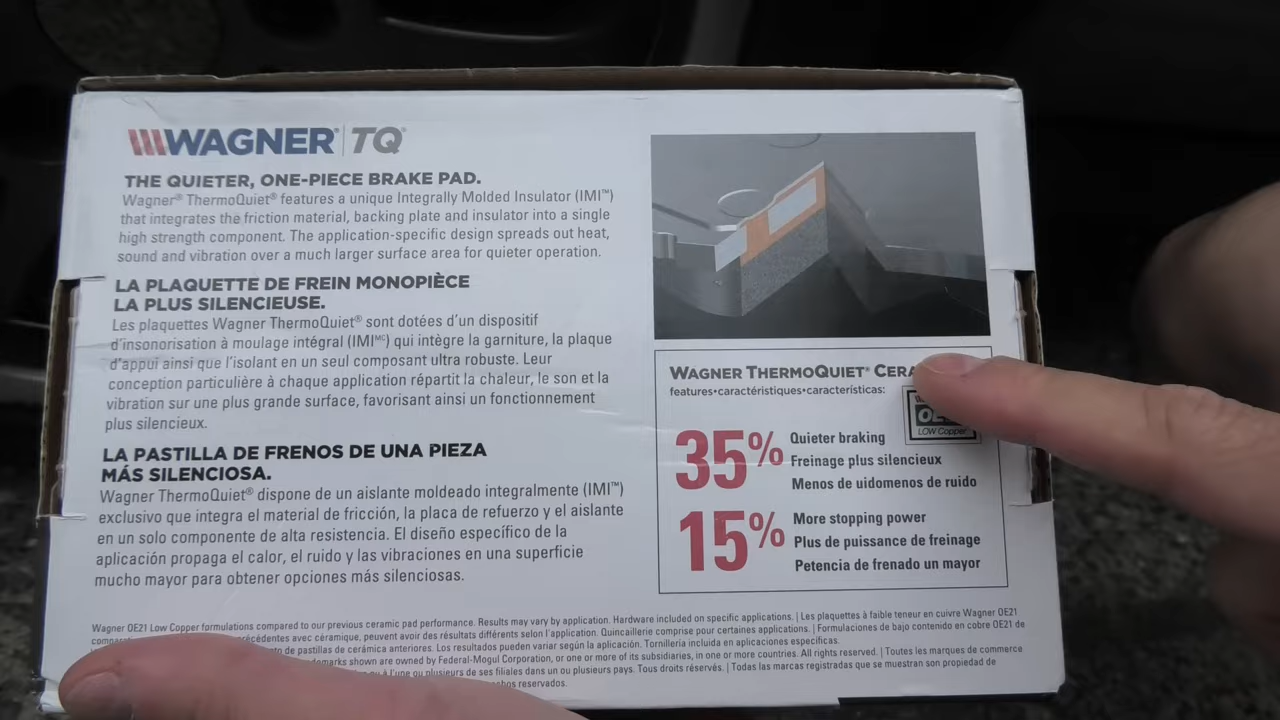 WAGNER® TQ®
THE QUIETER, ONE-PIECE BRAKE PAD.
Wagner® ThermoQuiet® features a unique Integrally Molded Insulator (IMI™)
that integrates the friction material, backing plate and insulator into a single
high strength component. The application-specific design spreads out heat,
sound and vibration over a much larger surface area for quieter operation.
LA PLAQUETTE DE FREIN MONOPIÈCE
LA PLUS SILENCIEUSE.
Les plaquettes Wagner ThermoQuiet® sont dotées d'un dispositif
d'insonorisation à moulage intégral (IMIMC) qui intègre la garniture, la plaque
d'appui ainsi que l'isolant en un seul composant ultra robuste. Leur
conception particulière à chaque application répartit la chaleur, le son et la
vibration sur une plus grande surface, favorisant ainsi un fonctionnement
plus silencieux.
LA PASTILLA DE FRENOS DE UNA PIEZA
MÁS SILENCIOSA.
Wagner ThermoQuiet® dispone de un aislante moldeado integralmente (IMI™)
exclusivo que integra el material de fricción, la placa de refuerzo y el aislante
en un solo componente de alta resistencia. El diseño específico de la
aplicación propaga el calor, el ruido y las vibraciones en una superficie
mucho mayor para obtener opciones más silenciosas.
WAGNER THERMOQUIET®
features•caractéristiques•características:
LOW Copper
35% Quieter braking
Freinage plus silencieux
Menos de uidomenos de ruido
15% More stopping power
Plus de puissance de freinage
Potencia de frenado un mayor
Wagner OE21 Low Copper formulations compared to our previous ceramic pad performance. Results may vary by application. Hardware included on specific applications. | Les plaquettes à faible teneur en cuivre Wagner OE21
précédentes avec céramique, peuvent avoir des résultats différents selon l'application. Quincaillerie comprise pour certaines applications. | Formulaciones de bajo contenido en cobre OE21 de
de pastillas de cerámica anteriores. Los resultados pueden variar según la aplicación. Tornillería incluida en aplicaciones específicas.
shown are owned by Federal-Mogul Corporation, or one or more of its subsidiaries, in one or more countries. All rights reserved. | Toutes les marques de commerce
à l'une ou plusieurs de ses filiales dans un ou plusieurs pays. Tous droits réservés. | Todas las marcas registradas que se muestran son propiedad de
reservados.